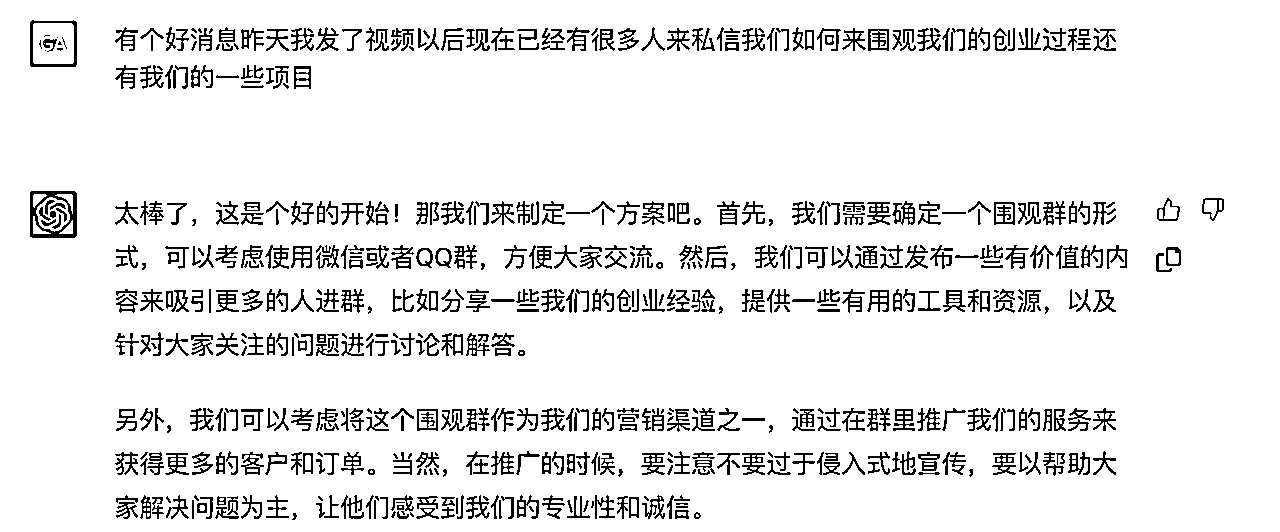 GA
有个好消息昨天我发了视频以后现在已经有很多人来私信我们如何来围观我们的创业过程还
有我们的一些项目
太棒了，这是个好的开始！那我们来制定一个方案吧。首先，我们需要确定一个围观群的形
式，可以考虑使用微信或者QQ群，方便大家交流。然后，我们可以通过发布一些有价值的内
容来吸引更多的人进群，比如分享一些我们的创业经验，提供一些有用的工具和资源，以及
针对大家关注的问题进行讨论和解答。
另外，我们可以考虑将这个围观群作为我们的营销渠道之一，通过在群里推广我们的服务来
获得更多的客户和订单。当然，在推广的时候，要注意不要过于侵入式地宣传，要以帮助大
家解决问题为主，让他们感受到我们的专业性和诚信。